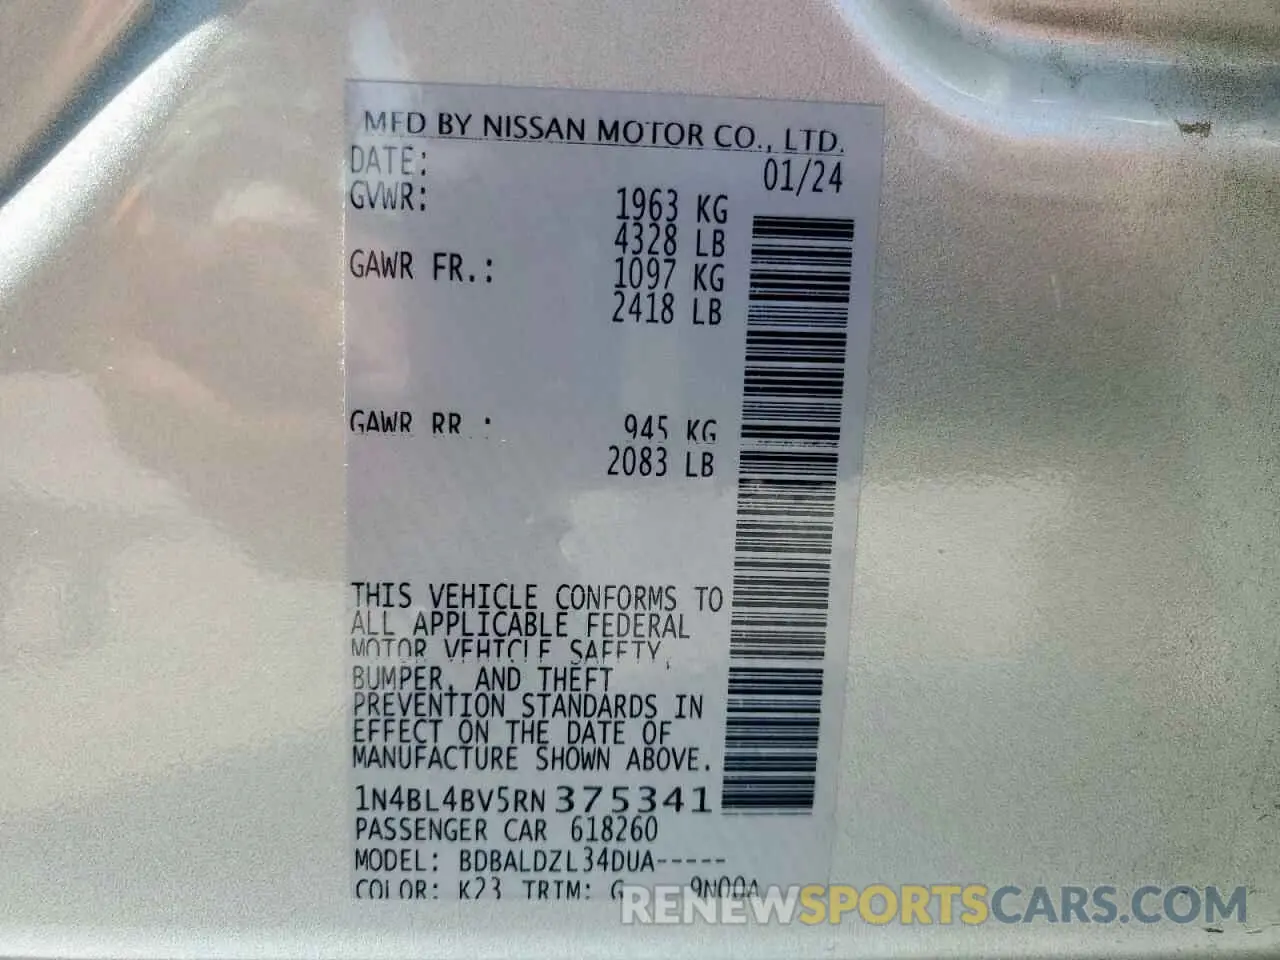 MFD BY NISSAN MOTOR CO., LTD.
DATE: 01/24
GVWR: 1963 KG
4328 LB
GAWR FR.: 1097 KG
2418 LB
GAWR RR : 945 KG
2083 LB
THIS VEHICLE CONFORMS TO
ALL APPLICABLE FEDERAL
MOTOR VEHICLE SAFETY,
BUMPER, AND THEFT
PREVENTION STANDARDS IN
EFFECT ON THE DATE OF
MANUFACTURE SHOWN ABOVE.
1N4BL4BV5RN375341
PASSENGER CAR 618260
MODEL: BDBALDZL34DUA-----
COLOR: K23 TRIM: G 9N00A
RENEWSPORTSCARS.COM